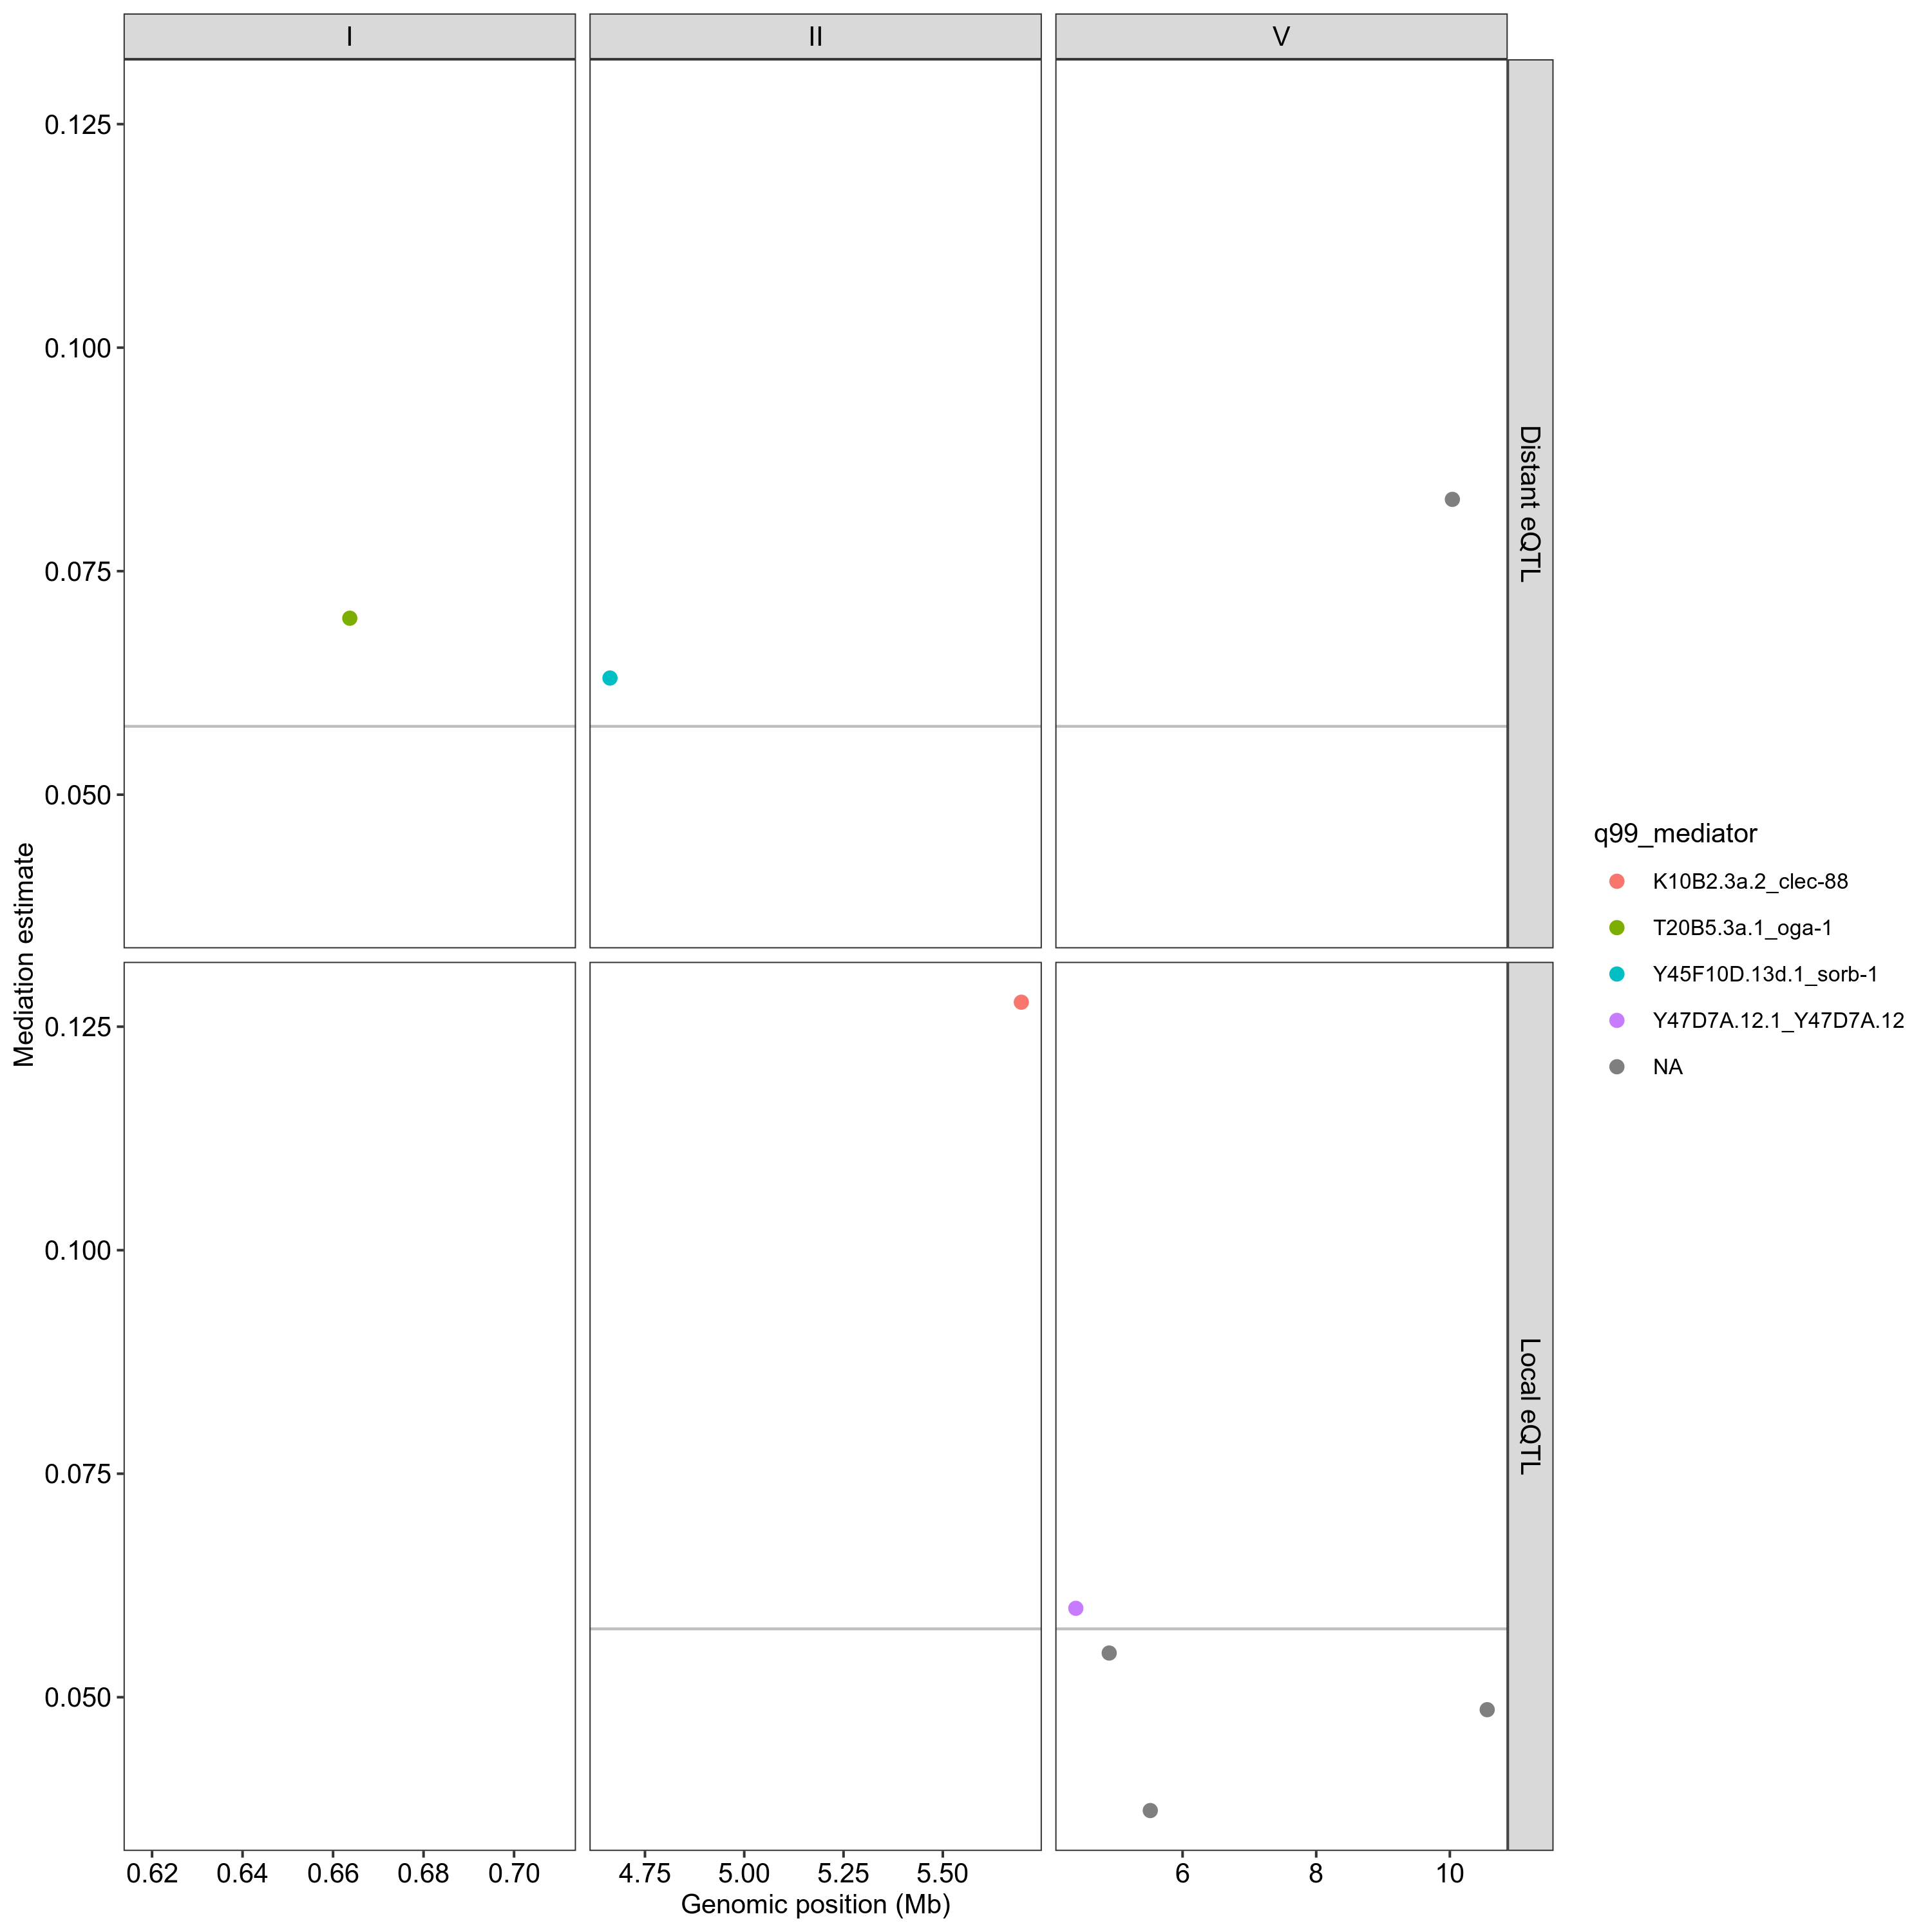 I
II
V
0.125
0.100
0.075
0.050
Distant eQTL
Mediation estimate
0.125
0.100
0.075
0.050
Local eQTL
0.62 0.64 0.66 0.68 0.70
4.75 5.00 5.25 5.50
6 8 10
Genomic position (Mb)
q99_mediator
K10B2.3a.2_clec-88
T20B5.3a.1_oga-1
Y45F10D.13d.1_sorb-1
Y47D7A.12.1_Y47D7A.12
NA